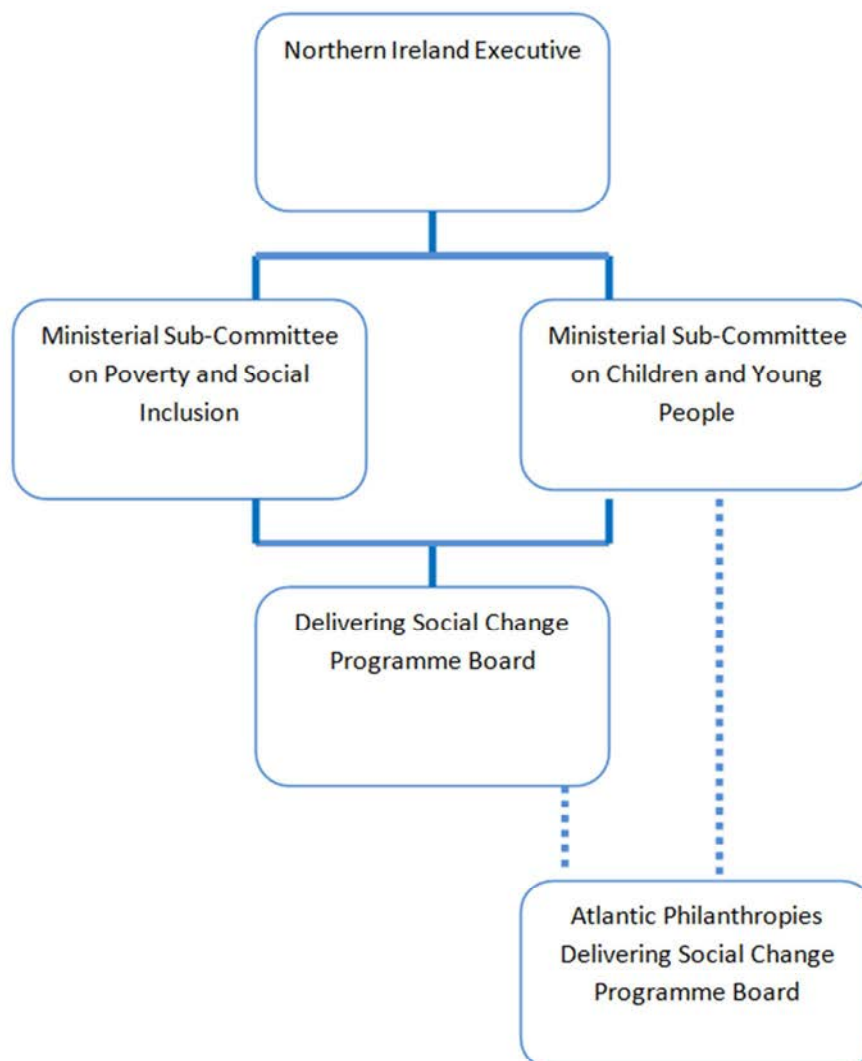 Northern Ireland Executive
Ministerial Sub-Committee
on Poverty and Social
Inclusion
Ministerial Sub-Committee
on Children and Young
People
Delivering Social Change
Programme Board
Atlantic Philanthropies
Delivering Social Change
Programme Board